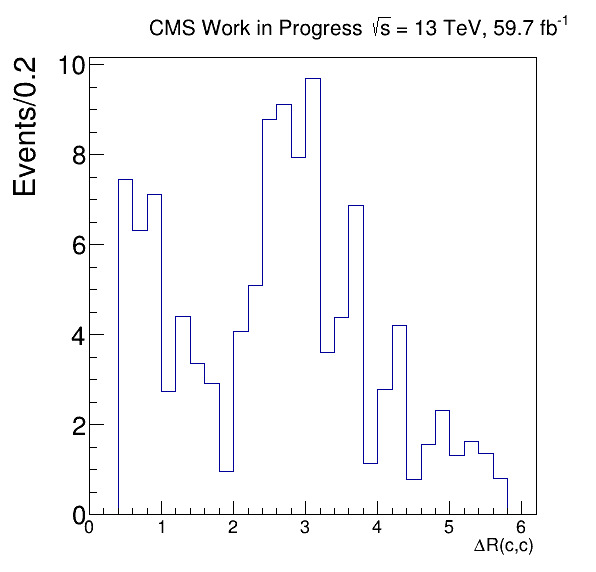 CMS Work in Progress √s = 13 TeV, 59.7 fb⁻¹
Events/0.2
10
8
6
4
2
0
0 1 2 3 4 5 6
ΔR(c,c)